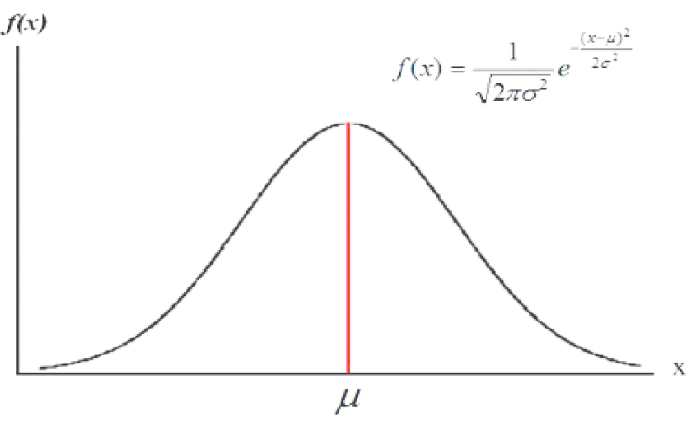 f(x)
f(x) = 1/√(2πσ²) e^(-(x-μ)²/(2σ²))
x
μ